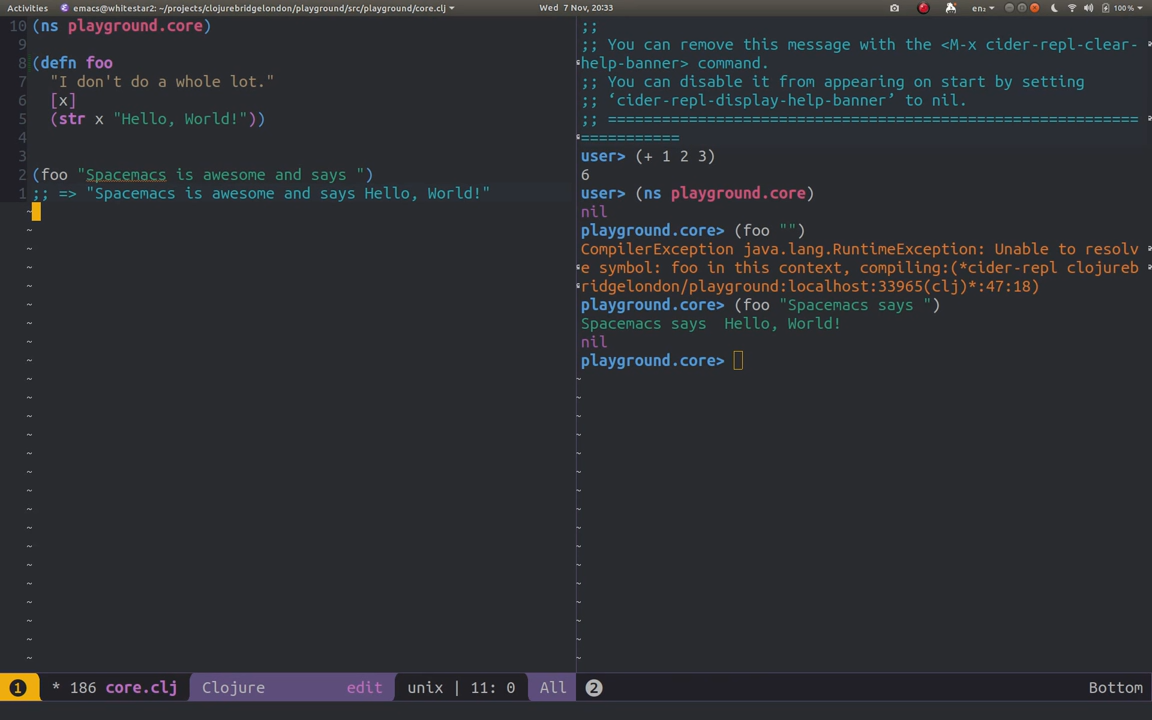 Activities emacs@whitestar2: ~/projects/clojurebridgelondon/playground/src/playground/core.clj Wed 7 Nov, 20:33 en₂ 100 %
10 (ns playground.core)
9
8 (defn foo
7 "I don't do a whole lot."
6 [x]
5 (str x "Hello, World!"))
4
3
2 (foo "Spacemacs is awesome and says ")
1 ;; => "Spacemacs is awesome and says Hello, World!"
;;
;; You can remove this message with the <M-x cider-repl-clear-
help-banner> command.
;; You can disable it from appearing on start by setting
;; ‘cider-repl-display-help-banner’ to nil.
;; ==========================================================
===========
user> (+ 1 2 3)
6
user> (ns playground.core)
nil
playground.core> (foo "")
CompilerException java.lang.RuntimeException: Unable to resolv
e symbol: foo in this context, compiling:(*cider-repl clojureb
ridgelondon/playground:localhost:33965(clj)*:47:18)
playground.core> (foo "Spacemacs says ")
Spacemacs says  Hello, World!
nil
playground.core>
1 * 186 core.clj Clojure edit unix | 11: 0 All 2 Bottom